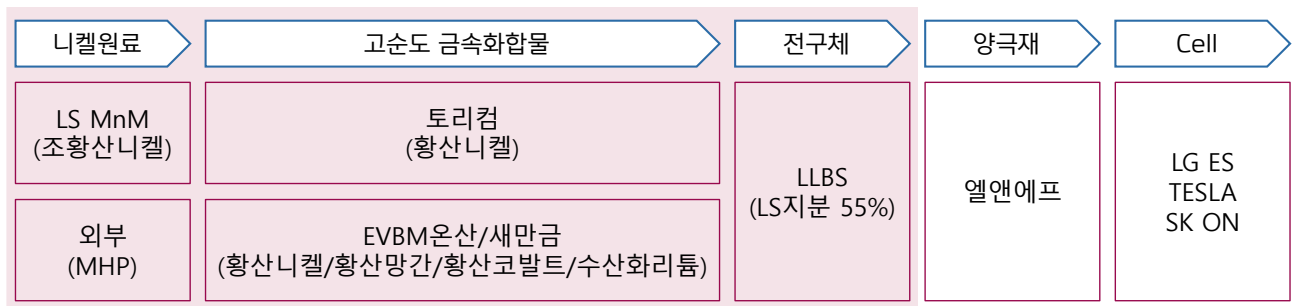 니켈원료
고순도 금속화합물
전구체
양극재
Cell
LS MnM
(조황산니켈)
토리컴
(황산니켈)
LLBS
(LS지분 55%)
엘앤에프
LG ES
TESLA
SK ON
외부
(MHP)
EVBM온산/새만금
(황산니켈/황산망간/황산코발트/수산화리튬)